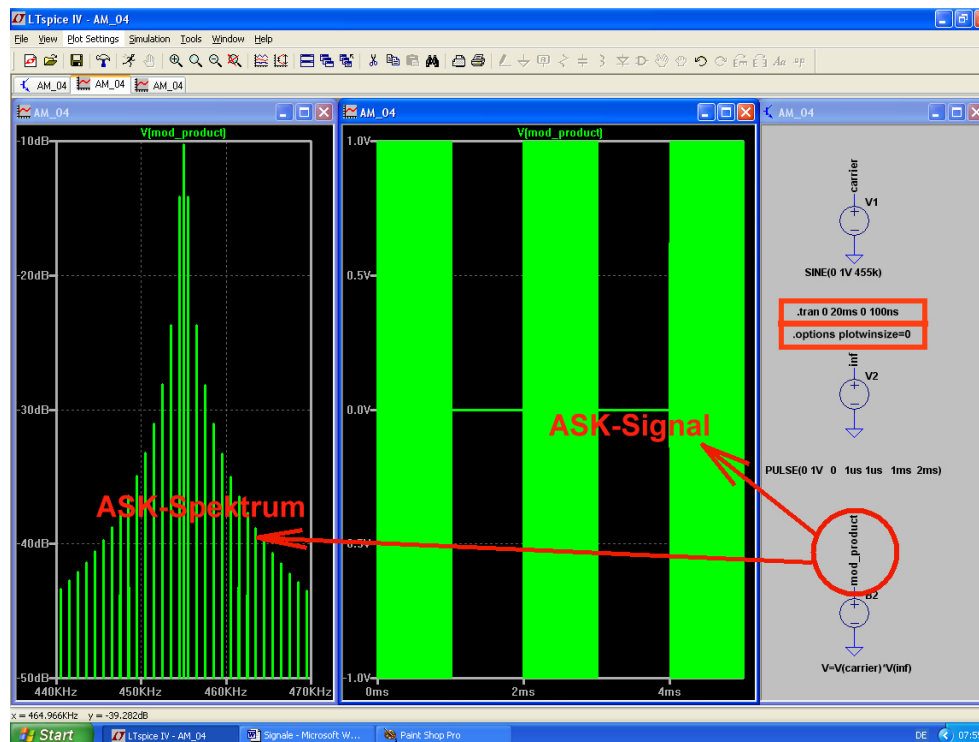 LTspice IV - AM_04
File View Plot Settings Simulation Tools Window Help
AM_04 AM_04 AM_04
AM_04
V(mod_product)
-10dB
-20dB
-30dB
-40dB
-50dB
440KHz 450KHz 460KHz 470KHz
ASK-Spektrum
AM_04
V(mod_product)
1.0V
0.5V
0.0V
-0.5V
-1.0V
0ms 2ms 4ms
ASK-Signal
AM_04
carrier
V1
SINE(0 1V 455k)
.tran 0 20ms 0 100ns
.options plotwinsize=0
inf
V2
PULSE(0 1V 0 1us 1us 1ms 2ms)
mod_product
B2
V=V(carrier)*V(inf)
x = 464.966KHz y = -39.282dB
Start LTspice IV - AM_04 Signale - Microsoft W... Paint Shop Pro DE